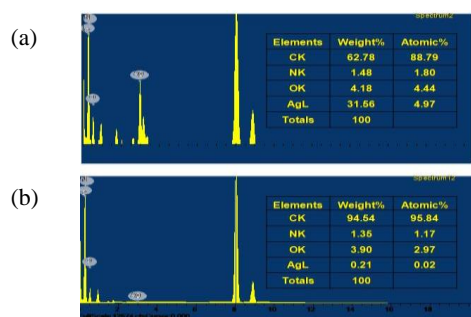 (a)
Spectrum2
Elements Weight% Atomic%
CK 62.78 88.79
NK 1.48 1.80
OK 4.18 4.44
AgL 31.56 4.97
Totals 100
(b)
Spectrum12
Elements Weight% Atomic%
CK 94.54 95.84
NK 1.35 1.17
OK 3.90 2.97
AgL 0.21 0.02
Totals 100